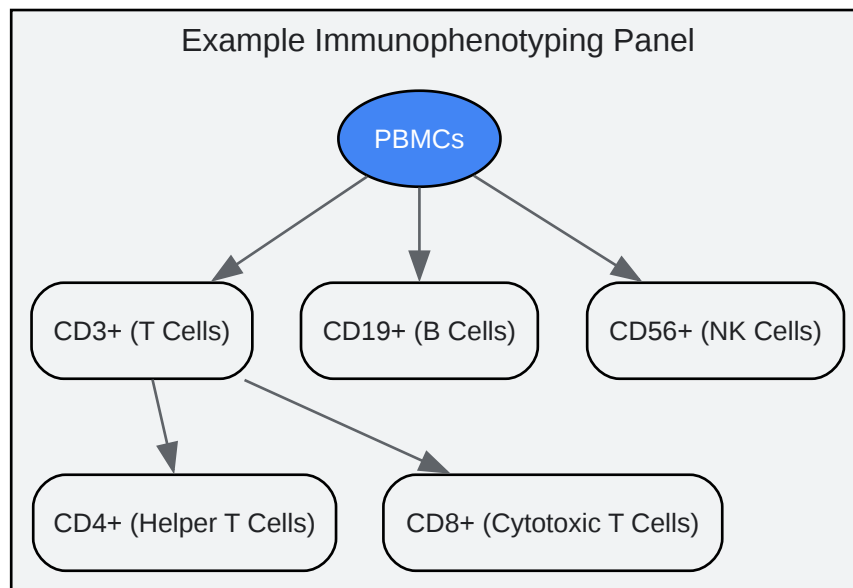 Example Immunophenotyping Panel
PBMCs
CD3+ (T Cells)
CD19+ (B Cells)
CD56+ (NK Cells)
CD4+ (Helper T Cells)
CD8+ (Cytotoxic T Cells)